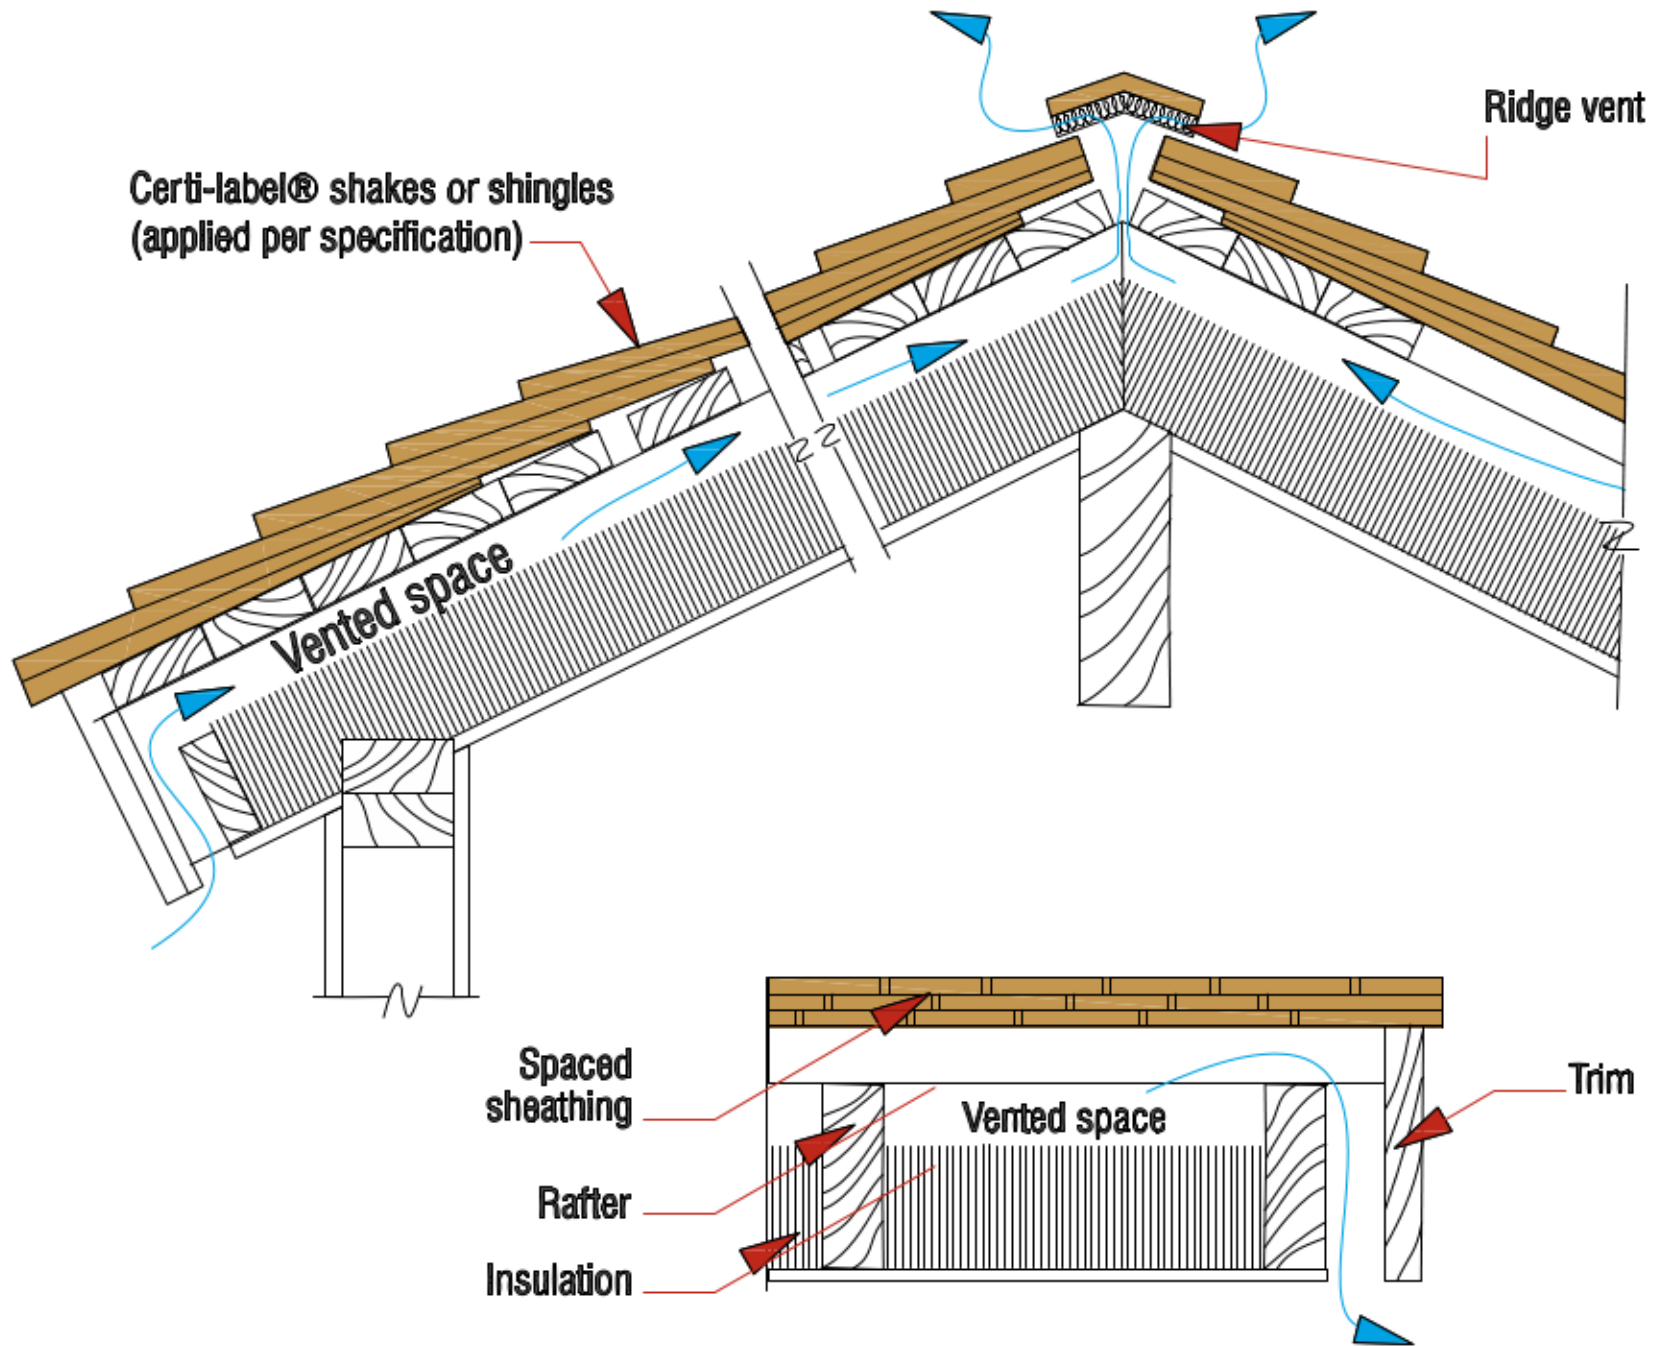 Ridge vent
Certi-label® shakes or shingles
(applied per specification)
Vented space
Spaced
sheathing
Vented space
Trim
Rafter
Insulation